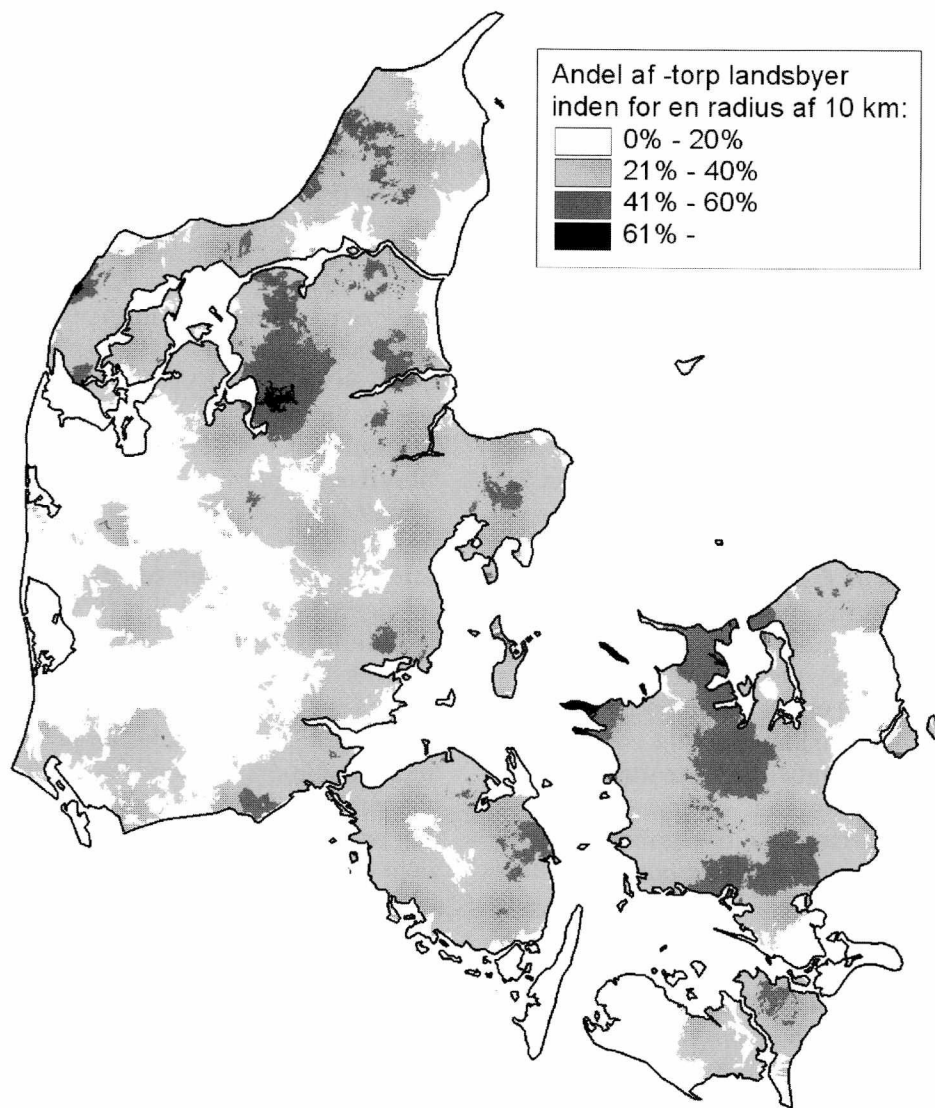 Andel af -torp landsbyer
inden for en radius af 10 km:
0% - 20%
21% - 40%
41% - 60%
61% -